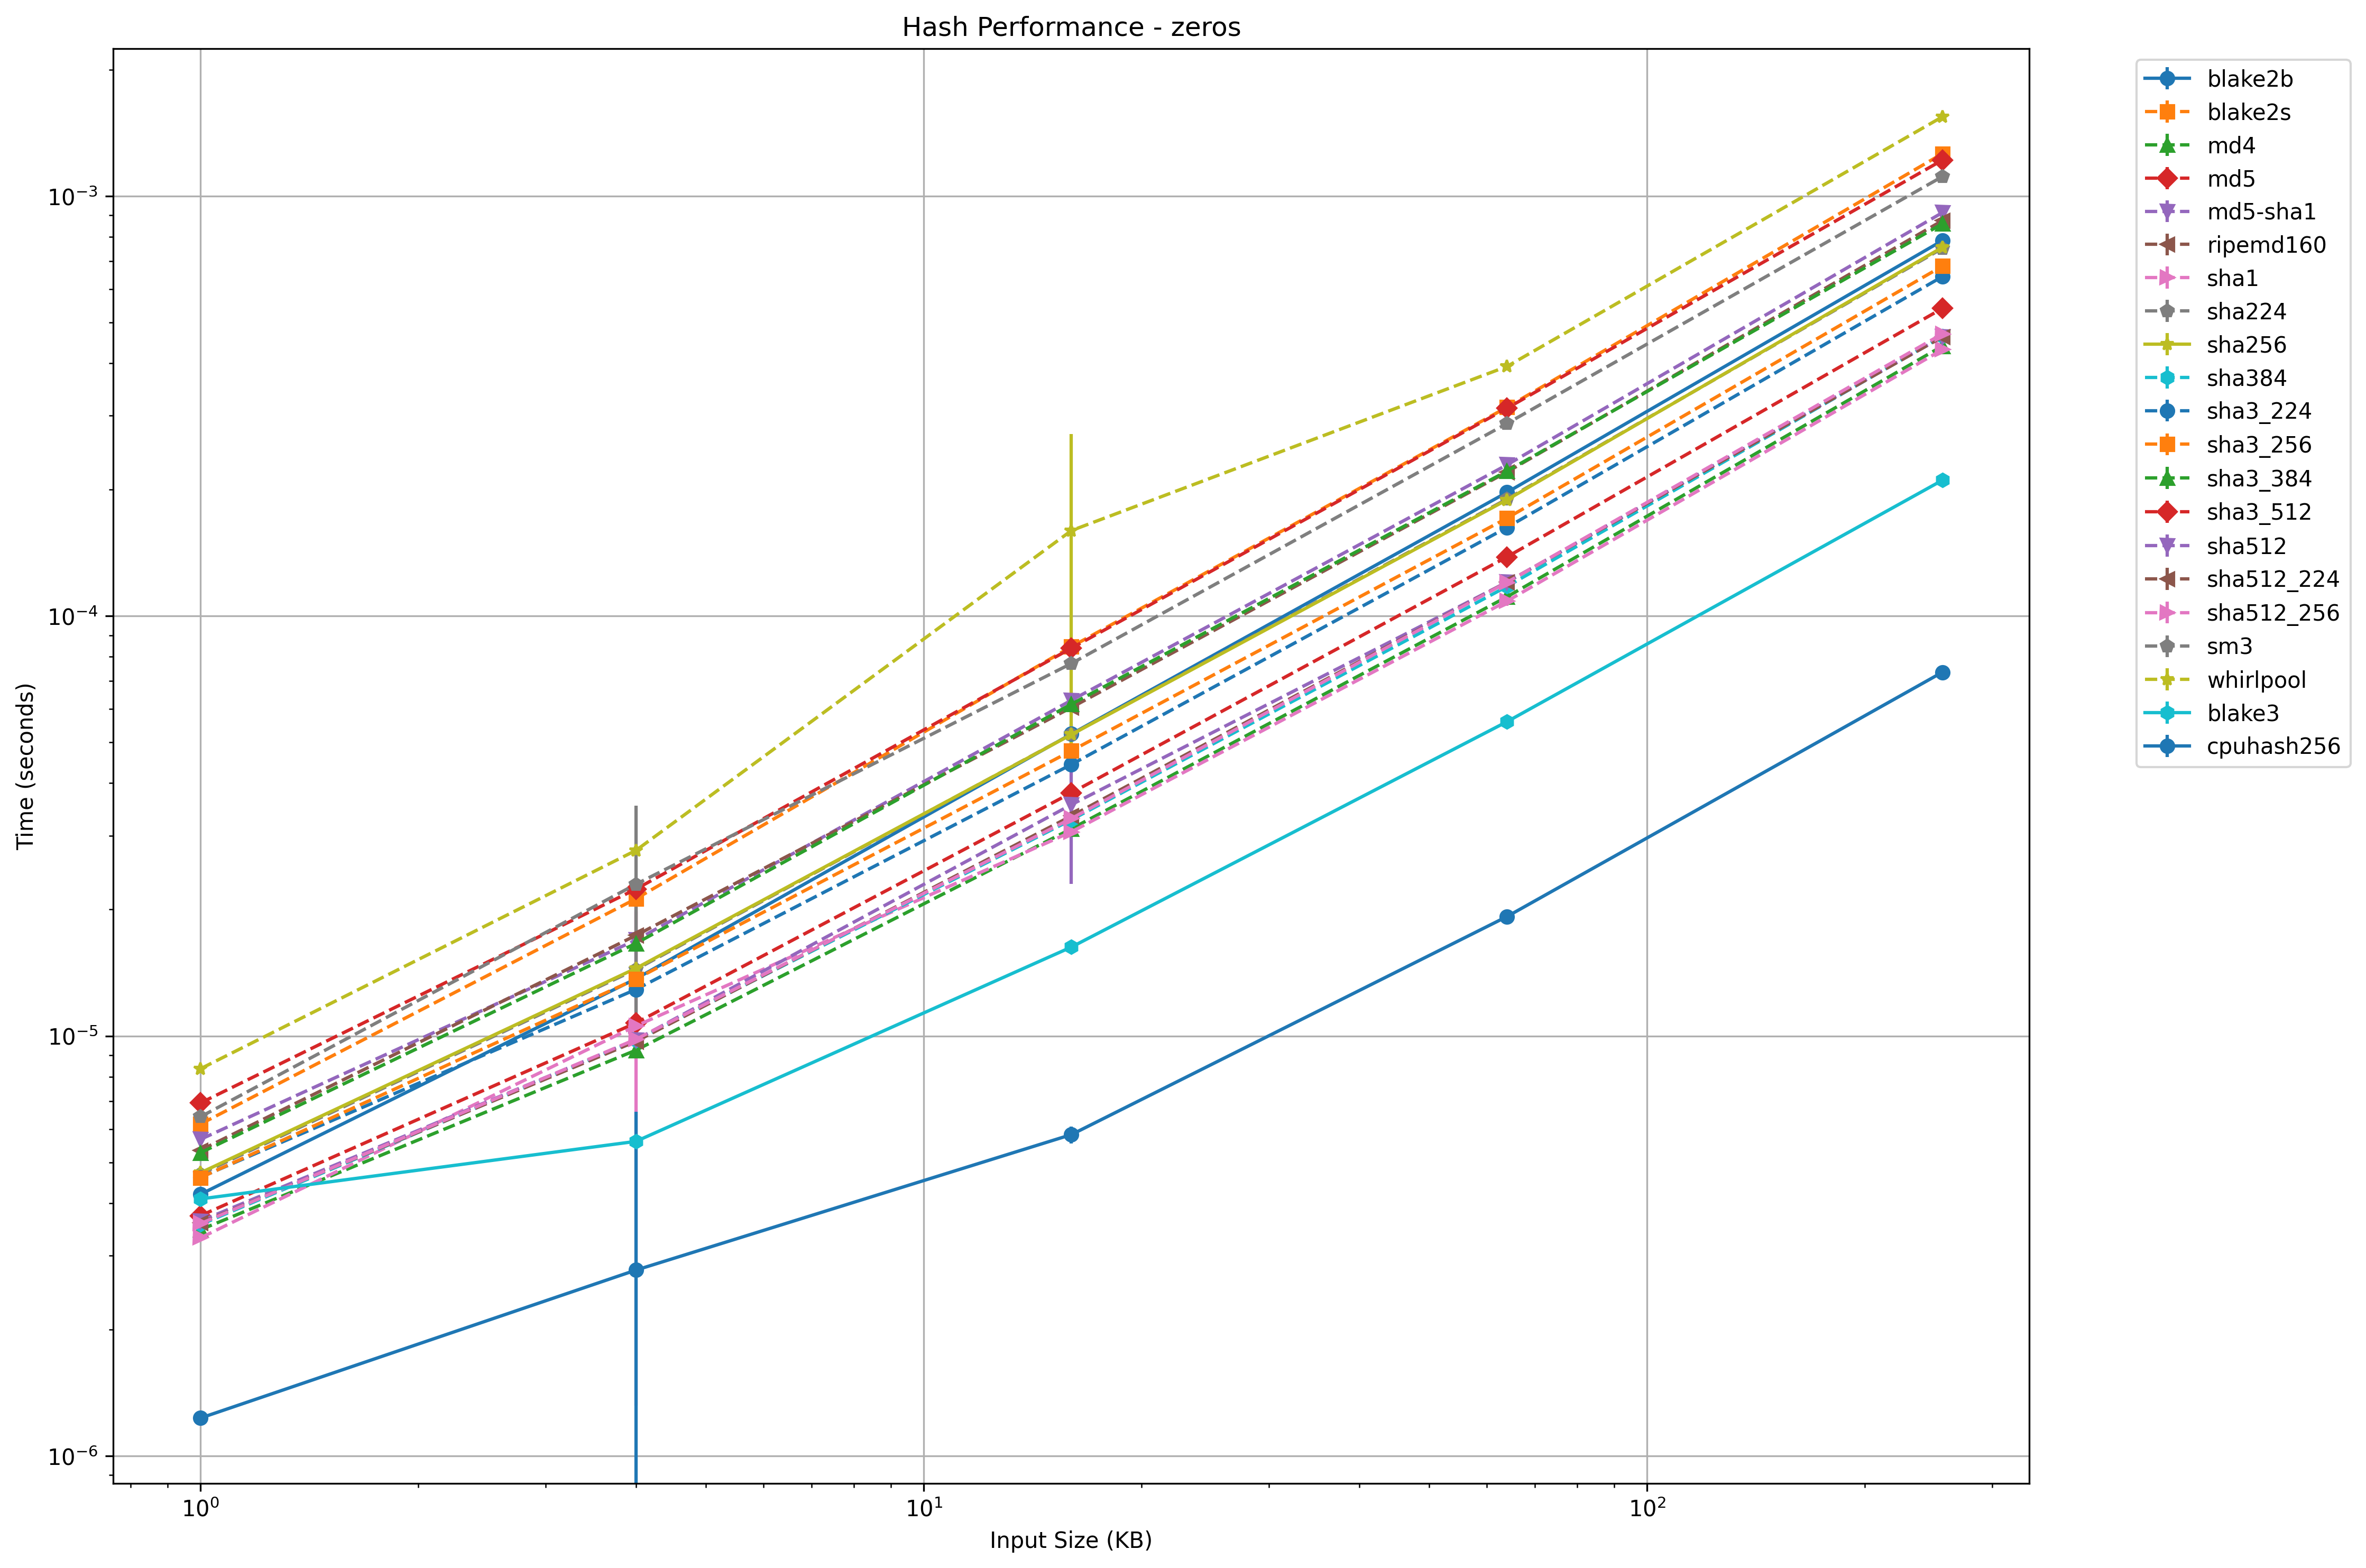 Hash Performance - zeros
Time (seconds)
10⁻³
10⁻⁴
10⁻⁵
10⁻⁶
10⁰
10¹
10²
Input Size (KB)
blake2b
blake2s
md4
md5
md5-sha1
ripemd160
sha1
sha224
sha256
sha384
sha3_224
sha3_256
sha3_384
sha3_512
sha512
sha512_224
sha512_256
sm3
whirlpool
blake3
cpuhash256